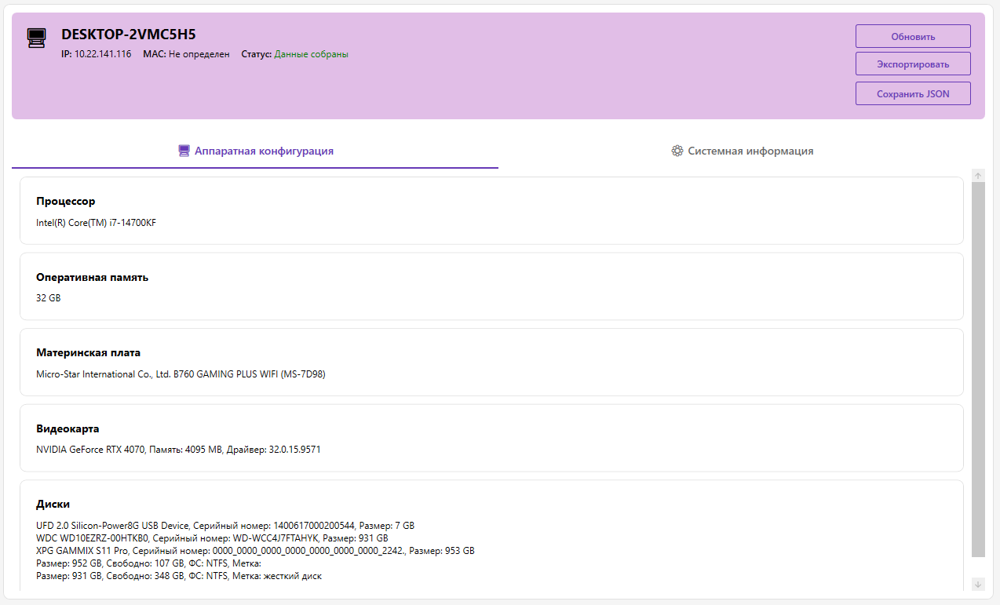 DESKTOP-2VMC5H5
IP: 10.22.141.116 MAC: Не определен Статус: Данные собраны
Обновить
Экспортировать
Сохранить JSON
Аппаратная конфигурация
Системная информация
Процессор
Intel(R) Core(TM) i7-14700KF
Оперативная память
32 GB
Материнская плата
Micro-Star International Co., Ltd. B760 GAMING PLUS WIFI (MS-7D98)
Видеокарта
NVIDIA GeForce RTX 4070, Память: 4095 MB, Драйвер: 32.0.15.9571
Диски
UFD 2.0 Silicon-Power8G USB Device, Серийный номер: 1400617000200544, Размер: 7 GB
WDC WD10EZRZ-00HTKB0, Серийный номер: WD-WCC4J7FTAHYK, Размер: 931 GB
XPG GAMMIX S11 Pro, Серийный номер: 0000_0000_0000_0000_0000_0000_0000_2242., Размер: 953 GB
Размер: 952 GB, Свободно: 107 GB, ФС: NTFS, Метка:
Размер: 931 GB, Свободно: 348 GB, ФС: NTFS, Метка: жесткий диск